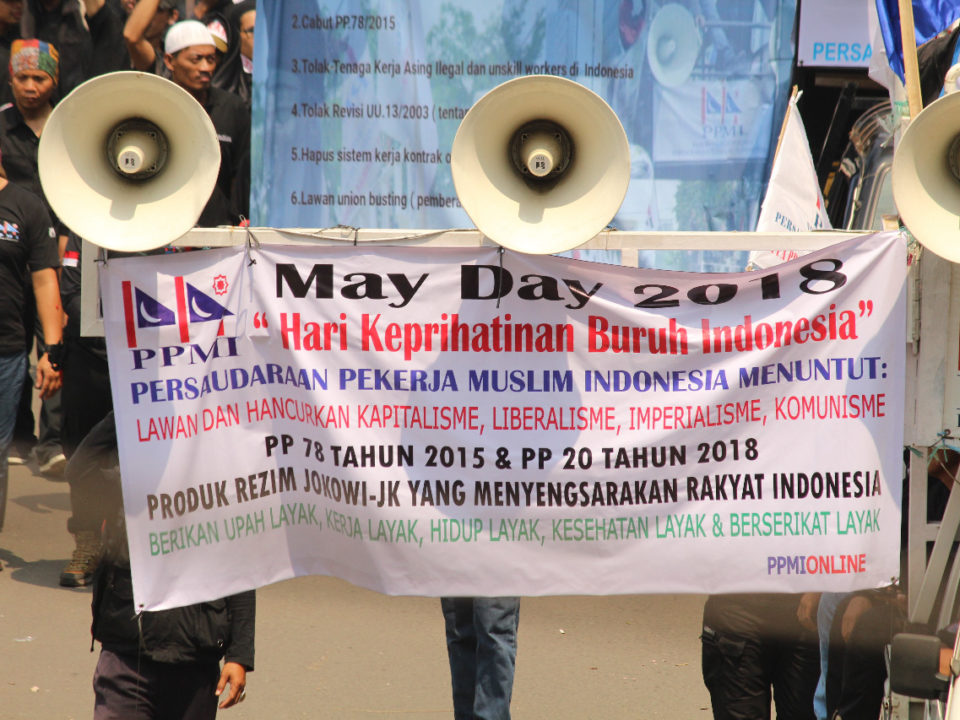 2.Cabut PP.78/2015
3.Tolak Tenaga Kerja Asing Ilegal dan unskill workers di Indonesia
4.Tolak Revisi UU.13/2003 (
5.Hapus sistem kerja kontrak
6.Lawan union busting (
PPMI
PERSA
May Day 2018
PPMI
“ Hari Keprihatinan Buruh Indonesia”
PERSAUDARAAN PEKERJA MUSLIM INDONESIA MENUNTUT:
LAWAN DAN HANCURKAN KAPITALISME, LIBERALISME, IMPERIALISME, KOMUNISME
PP 78 TAHUN 2015 & PP 20 TAHUN 2018
PRODUK REZIM JOKOWI-JK YANG MENYENGSARAKAN RAKYAT INDONESIA
BERIKAN UPAH LAYAK, KERJA LAYAK, HIDUP LAYAK, KESEHATAN LAYAK & BERSERIKAT LAYAK
PPMIONLINE